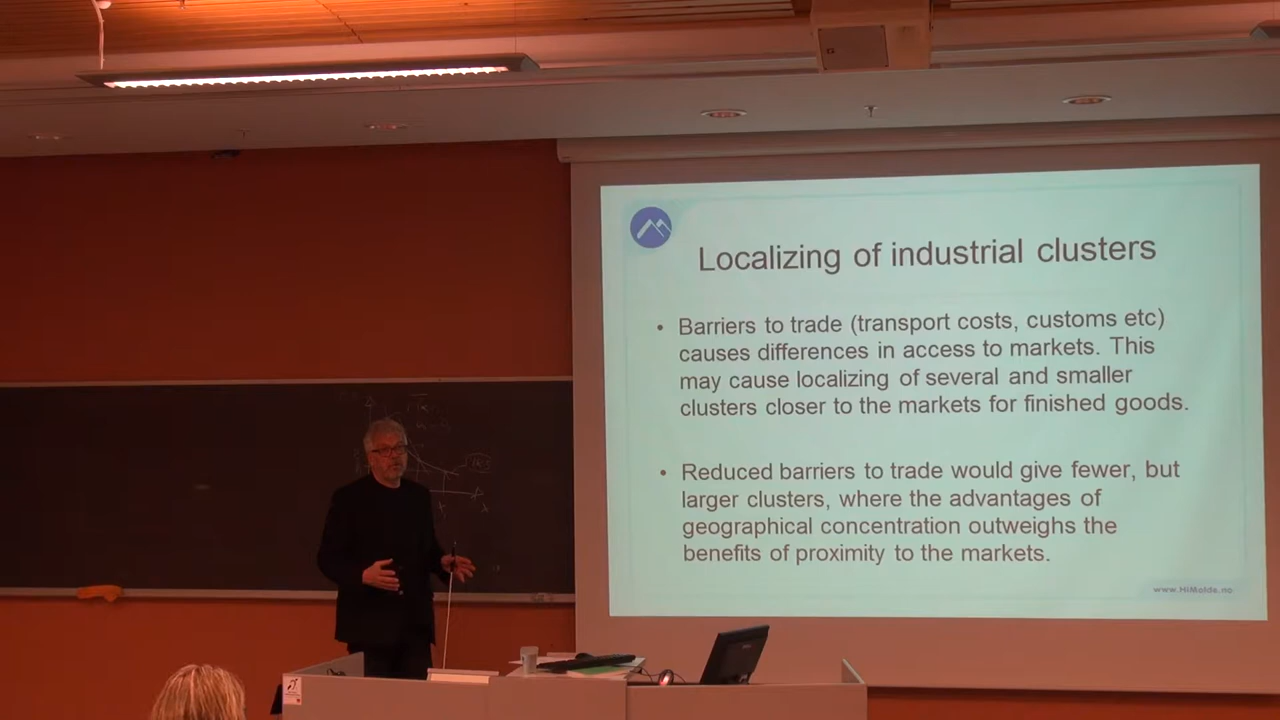 Localizing of industrial clusters
• Barriers to trade (transport costs, customs etc)
causes differences in access to markets. This
may cause localizing of several and smaller
clusters closer to the markets for finished goods.
• Reduced barriers to trade would give fewer, but
larger clusters, where the advantages of
geographical concentration outweighs the
benefits of proximity to the markets.
www.HiMolde.no